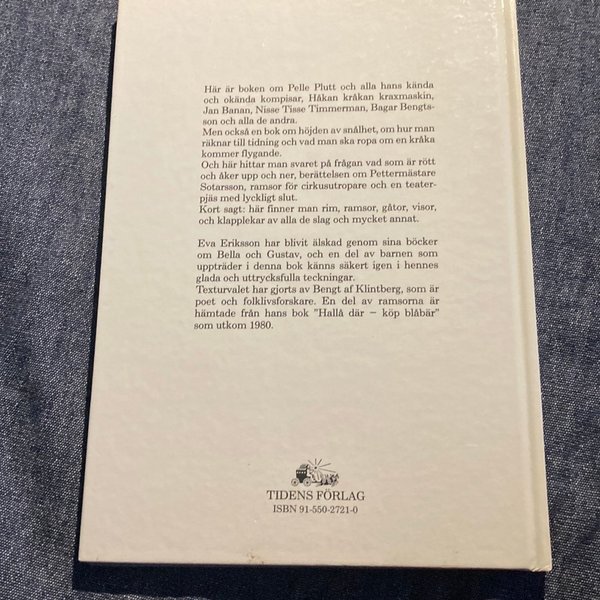 Här är boken om Pelle Plutt och alla hans kända
och okända kompisar, Håkan kråkan kraxmaskin,
Jan Banan, Nisse Tisse Timmerman, Bagar Bengts-
son och alla de andra.
Men också en bok om höjden av snålhet, om hur man
räknar till tidning och vad man ska ropa om en kråka
kommer flygande.
Och här hittar man svaret på frågan vad som är rött
och åker upp och ner, berättelsen om Pettermästare
Sotarsson, ramsor för cirkusutropare och en teater-
pjäs med lyckligt slut.
Kort sagt: här finner man rim, ramsor, gåtor, visor,
och klapplekar av alla de slag och mycket annat.
Eva Eriksson har blivit älskad genom sina böcker
om Bella och Gustav, och en del av barnen som
uppträder i denna bok känns säkert igen i hennes
glada och uttrycksfulla teckningar.
Texturvalet har gjorts av Bengt af Klintberg, som är
poet och folklivsforskare. En del av ramsorna är
hämtade från hans bok "Hallå där – köp blåbär"
som utkom 1980.
TIDENS FÖRLAG
ISBN 91-550-2721-0